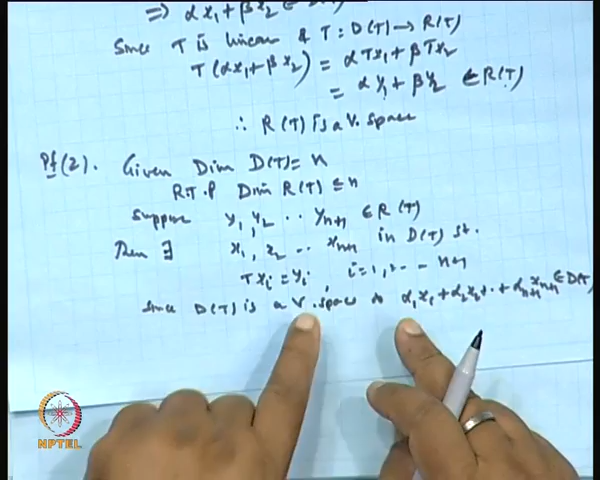 => αx₁ + βx₂ ∈
Since T is linear & T : D(T) → R(T)
T(αx₁ + βx₂) = αTx₁ + βTx₂
= αy₁ + βy₂ ∈ R(T)
∴ R(T) is a V. space
Pf(2). Given Dim D(T) = n
RT.P Dim R(T) ≤ n
Suppose y₁, y₂ .. yₙ₊₁ ∈ R(T)
Then ∃ x₁, x₂ .. xₙ₊₁ in D(T) st.
Txᵢ = yᵢ , i = 1, 2, - - n+1
Since D(T) is a V. space α₁x₁ + α₂x₂ + .. + αₙ₊₁xₙ₊₁ ∈ D(T)
NPTEL